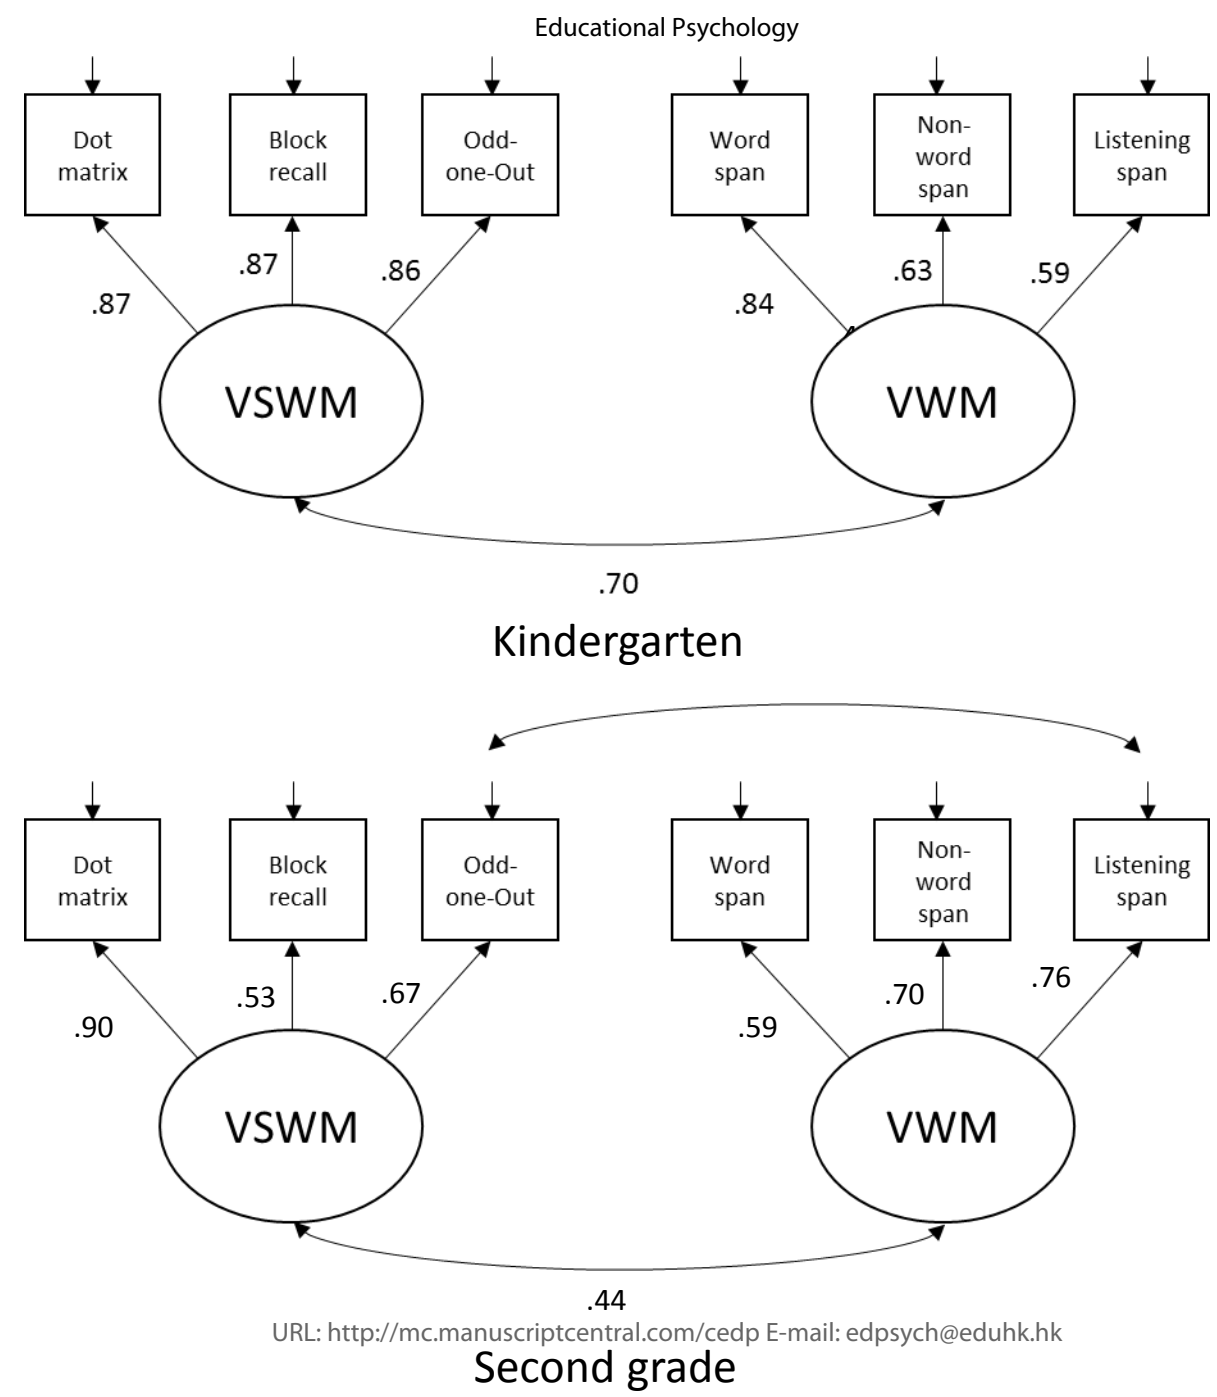 Educational Psychology
Dot
matrix
Block
recall
Odd-
one-Out
Word
span
Non-
word
span
Listening
span
.87
.87
.86
.84
.63
.59
VSWM
VWM
.70
Kindergarten
Dot
matrix
Block
recall
Odd-
one-Out
Word
span
Non-
word
span
Listening
span
.90
.53
.67
.59
.70
.76
VSWM
VWM
.44
URL: http://mc.manuscriptcentral.com/cedp E-mail: edpsych@eduhk.hk
Second grade